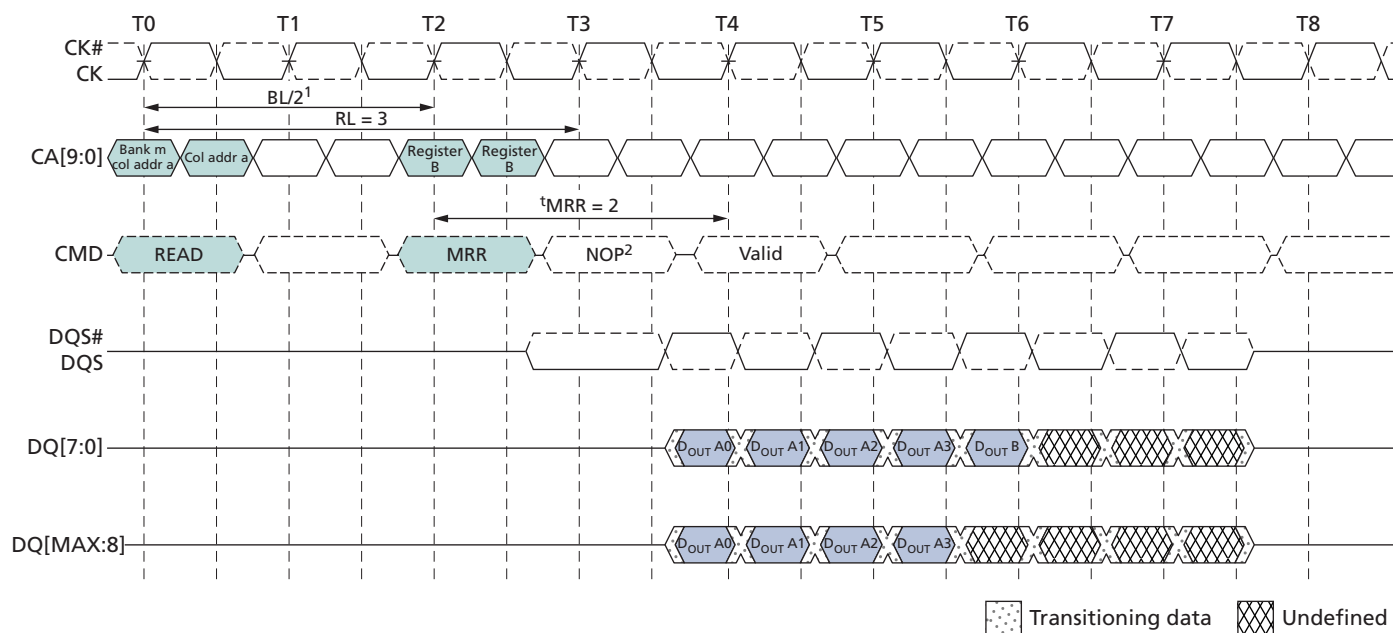 T0 T1 T2 T3 T4 T5 T6 T7 T8
CK#
CK
BL/2¹
RL = 3
CA[9:0]
Bank m
col addr a
Col addr a
Register
B
Register
B
ᵗMRR = 2
CMD
READ
MRR
NOP²
Valid
DQS#
DQS
DQ[7:0] DOUT A0 DOUT A1 DOUT A2 DOUT A3 DOUT B
DQ[MAX:8] DOUT A0 DOUT A1 DOUT A2 DOUT A3
Transitioning data Undefined